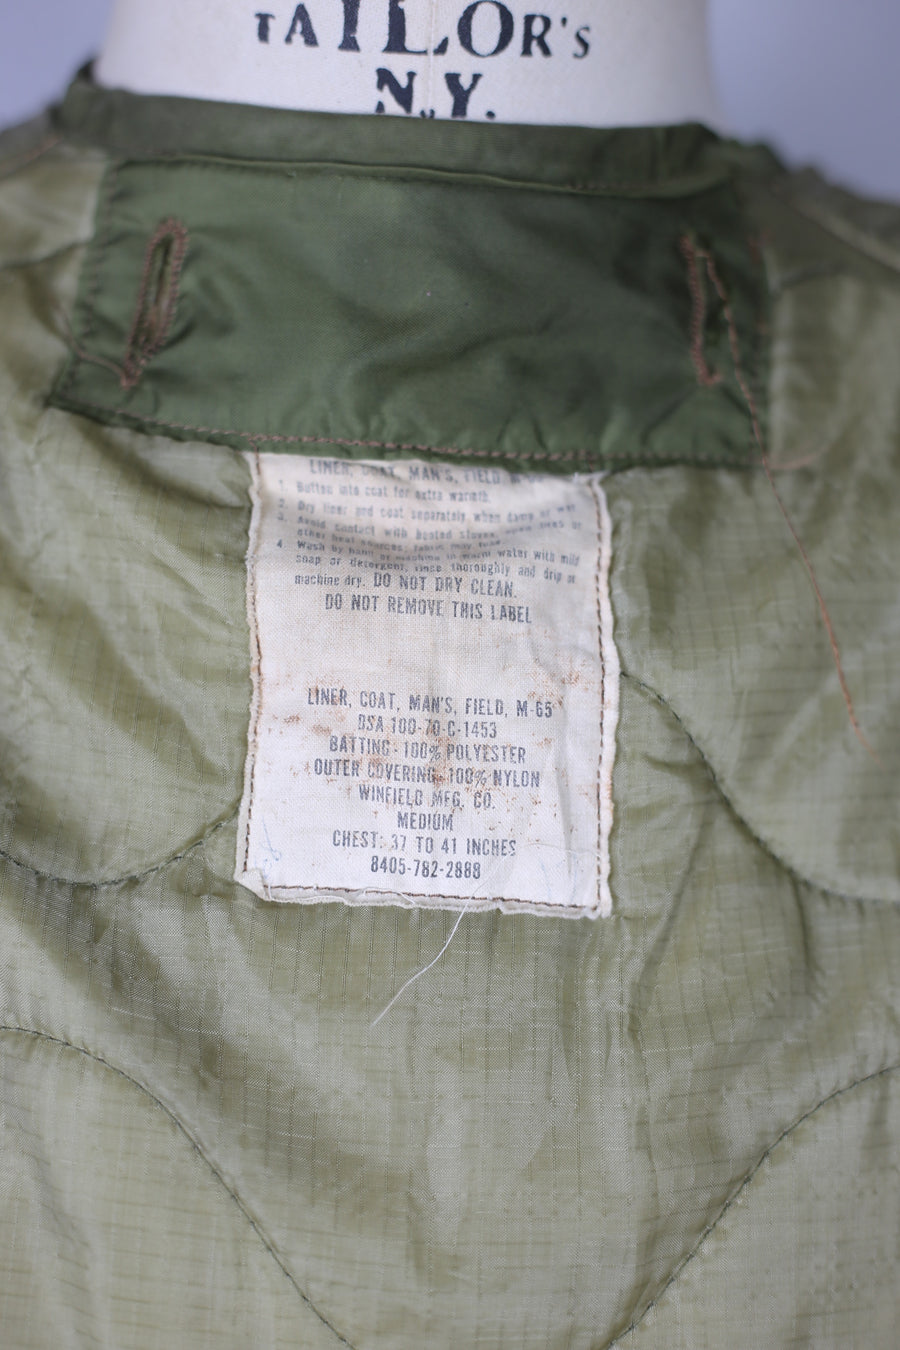 TAILOR'S
N.Y.
LINER, COAT, MAN'S, FIELD M-65
1. Button into coat for extra warmth.
2. Dry liner and coat separately when damp or wet
3. Avoid contact with heated stoves, open fires or
other heat sources; fabric may fuse.
4. Wash by hand or machine in warm water with mild
soap or detergent, rinse thoroughly and drip or
machine dry. DO NOT DRY CLEAN.
DO NOT REMOVE THIS LABEL
LINER, COAT, MAN'S, FIELD, M-65
DSA 100-70-C-1453
BATTING-100% POLYESTER
OUTER COVERING 100% NYLON
WINFIELD MFG. CO.
MEDIUM
CHEST: 37 TO 41 INCHES
8405-782-2888